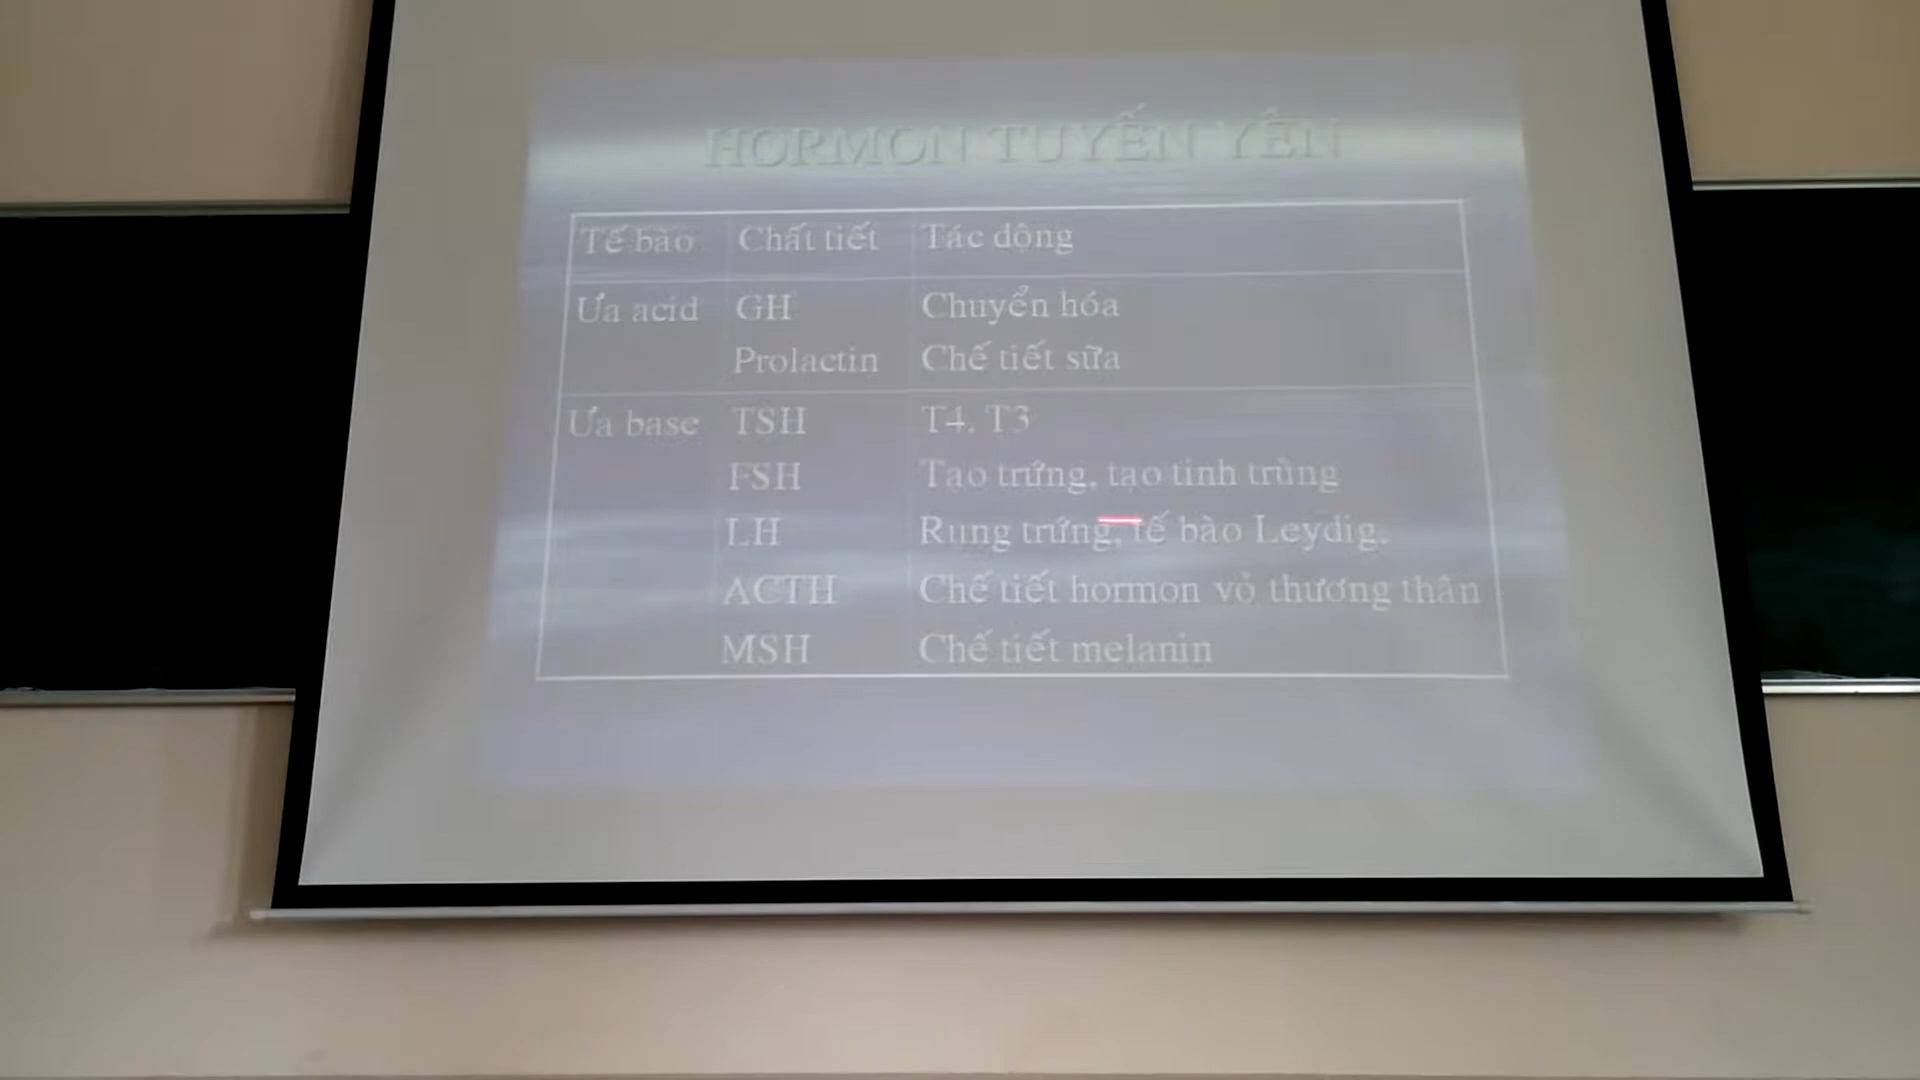 HORMON TUYẾN YÊN
Tế bào Chất tiết Tác động
Ưa acid GH Chuyển hóa
Prolactin Chế tiết sữa
Ưa base TSH T4, T3
FSH Tạo trứng, tạo tinh trùng
LH Rụng trứng, tế bào Leydig.
ACTH Chế tiết hormon vỏ thượng thận
MSH Chế tiết melanin